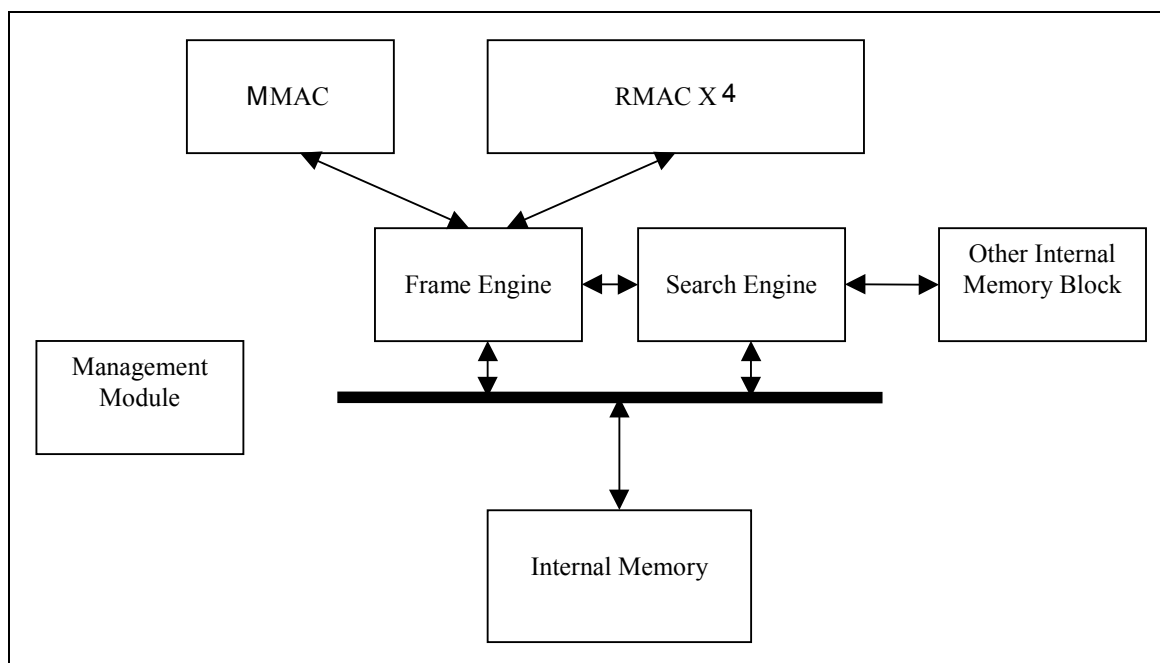 MMAC
RMAC X 4
Frame Engine
Search Engine
Other Internal
Memory Block
Management
Module
Internal Memory